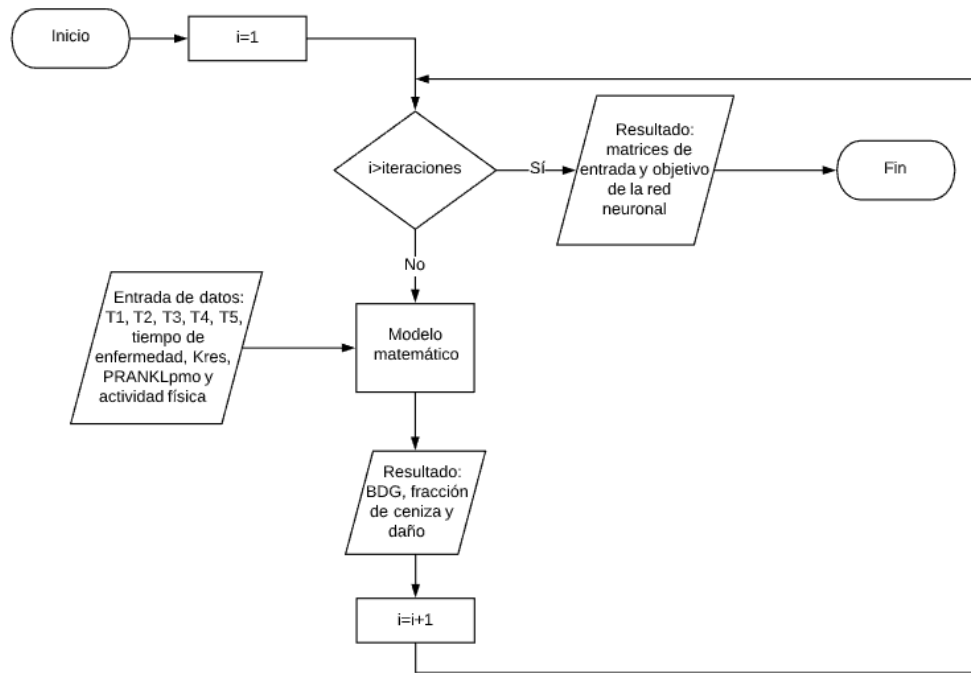 Inicio
i=1
i>iteraciones
Sí
Resultado:
matrices de
entrada y objetivo
de la red
neuronal
Fin
No
Entrada de datos:
T1, T2, T3, T4, T5,
tiempo de
enfermedad, Kres,
PRANKLpmo y
actividad física
Modelo
matemático
Resultado:
BDG, fracción
de ceniza y
daño
i=i+1